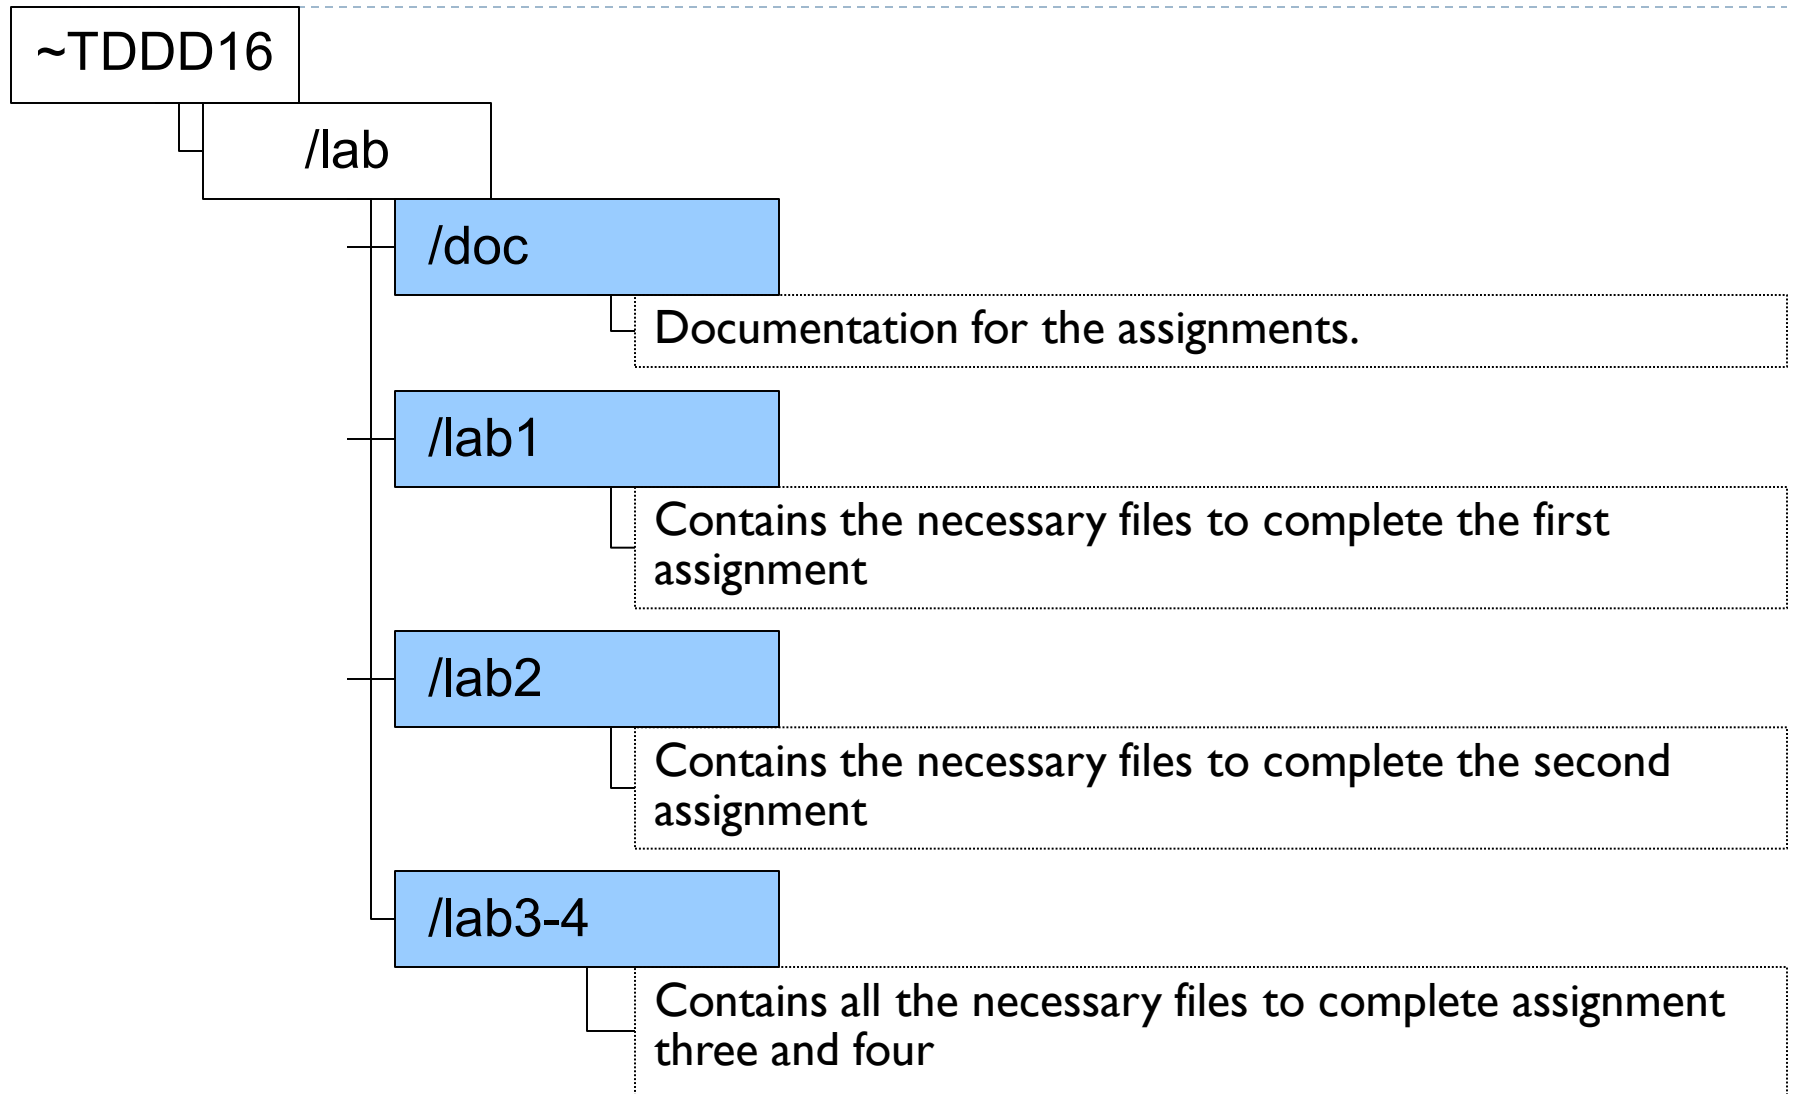 ~TDDD16
/lab
/doc
Documentation for the assignments.
/lab1
Contains the necessary files to complete the first
assignment
/lab2
Contains the necessary files to complete the second
assignment
/lab3-4
Contains all the necessary files to complete assignment
three and four